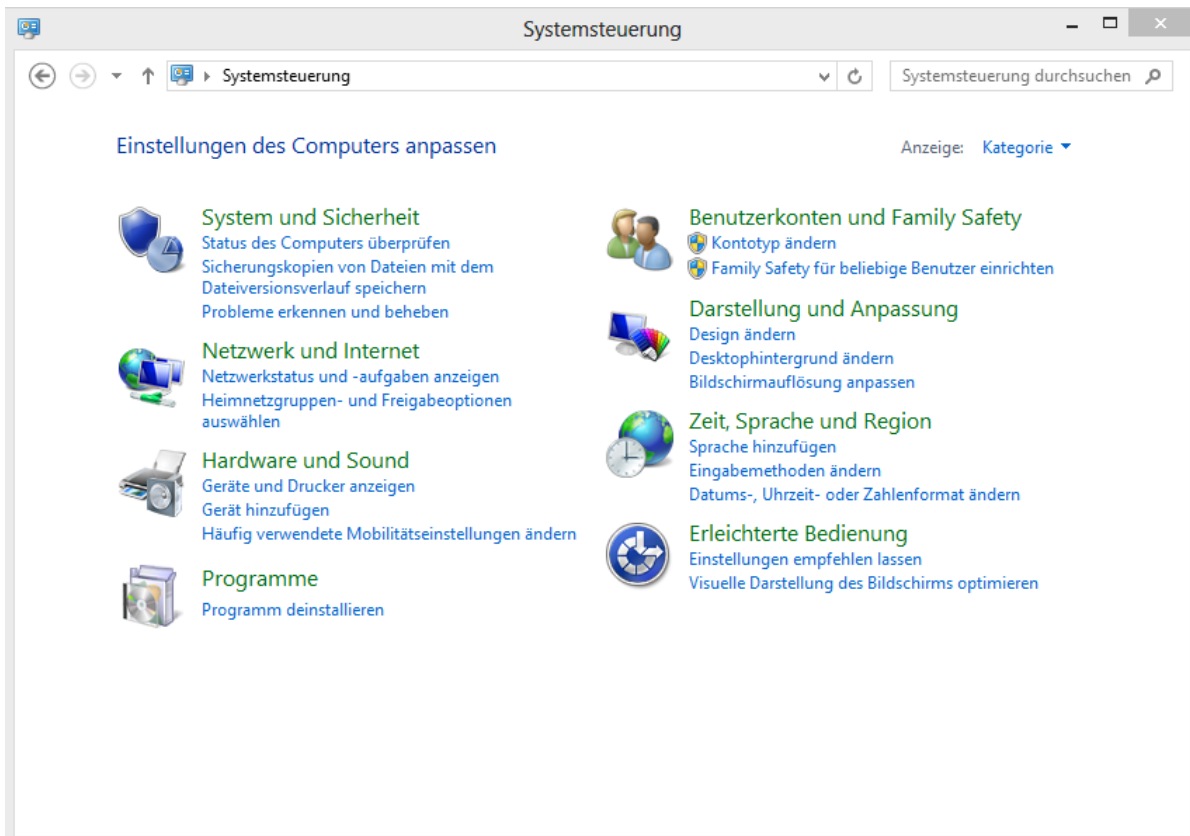 Systemsteuerung
Systemsteuerung
Systemsteuerung durchsuchen
Einstellungen des Computers anpassen
Anzeige: Kategorie
System und Sicherheit
Status des Computers überprüfen
Sicherungskopien von Dateien mit dem
Dateiversionsverlauf speichern
Probleme erkennen und beheben
Netzwerk und Internet
Netzwerkstatus und -aufgaben anzeigen
Heimnetzgruppen- und Freigabeoptionen
auswählen
Hardware und Sound
Geräte und Drucker anzeigen
Gerät hinzufügen
Häufig verwendete Mobilitätseinstellungen ändern
Programme
Programm deinstallieren
Benutzerkonten und Family Safety
Kontotyp ändern
Family Safety für beliebige Benutzer einrichten
Darstellung und Anpassung
Design ändern
Desktophintergrund ändern
Bildschirmauflösung anpassen
Zeit, Sprache und Region
Sprache hinzufügen
Eingabemethoden ändern
Datums-, Uhrzeit- oder Zahlenformat ändern
Erleichterte Bedienung
Einstellungen empfehlen lassen
Visuelle Darstellung des Bildschirms optimieren